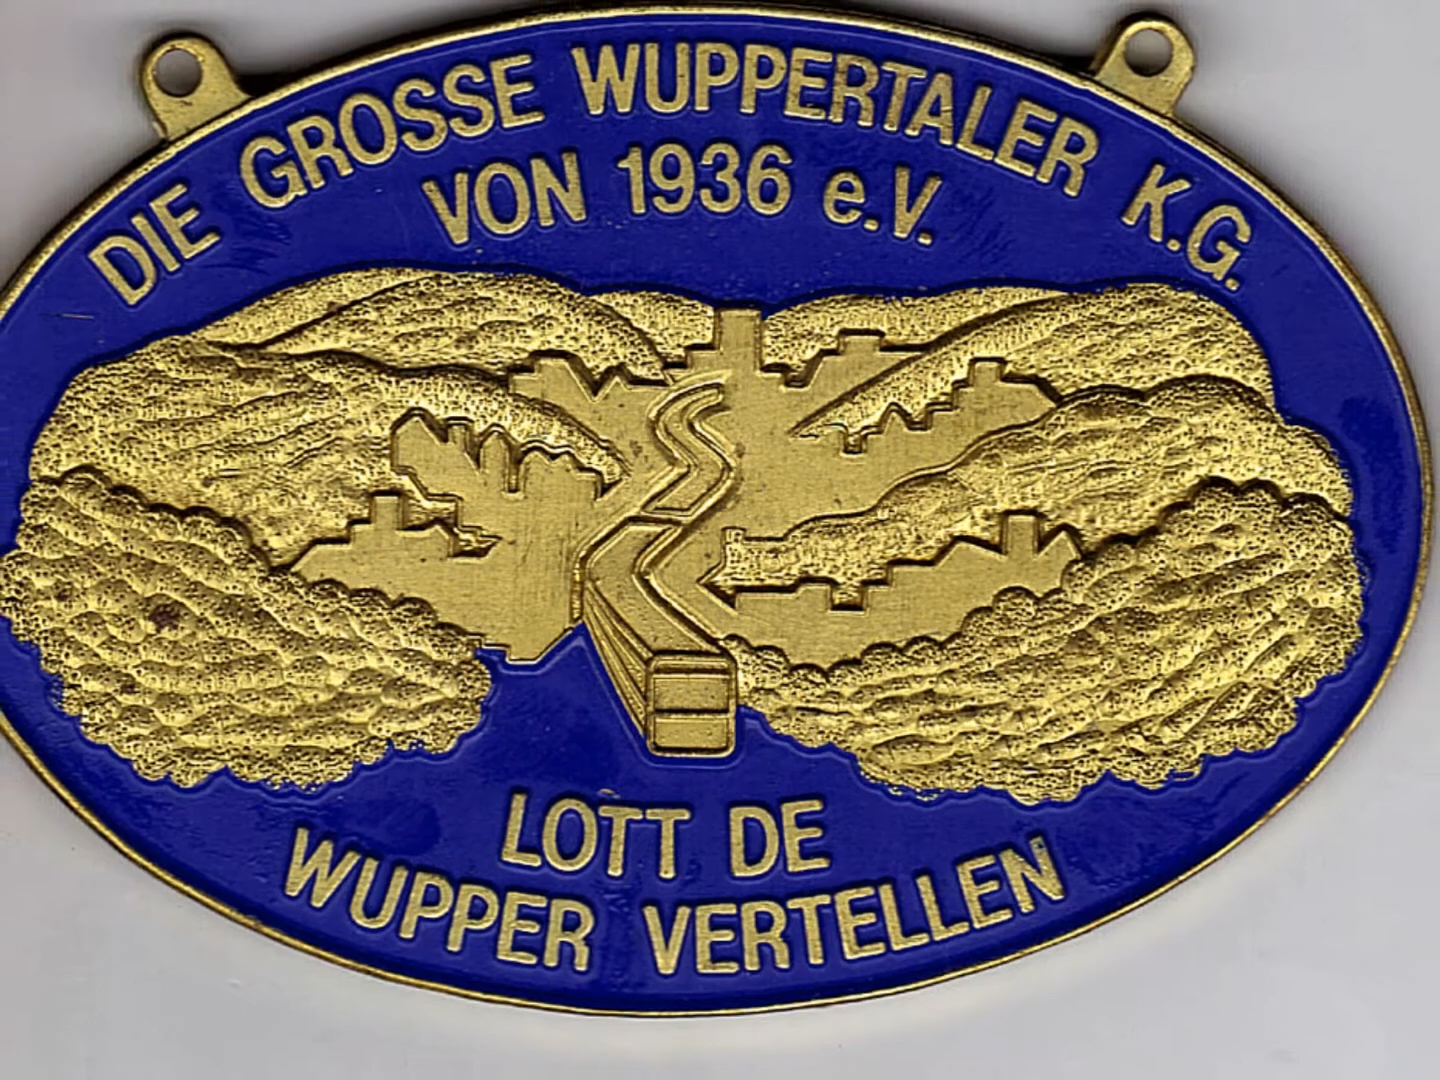 DIE GROSSE WUPPERTALER K.G.
VON 1936 e.V.
LOTT DE
WUPPER VERTELLEN